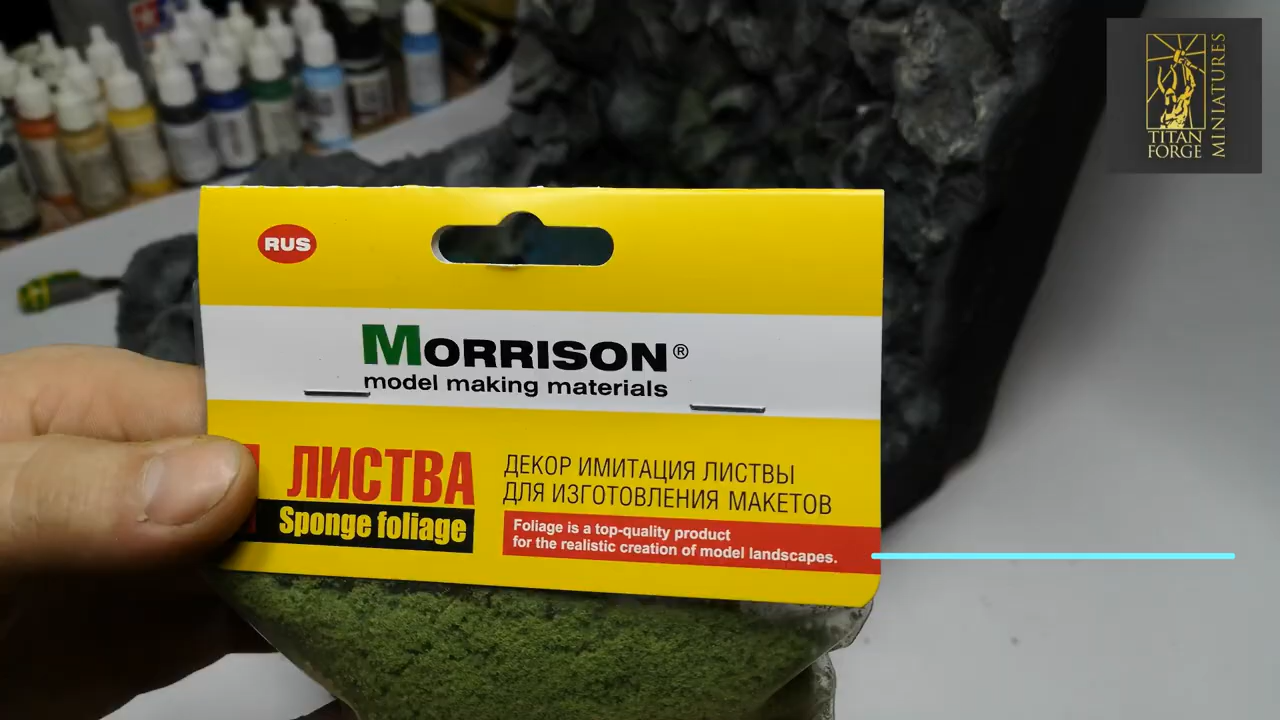 TITAN
FORGE
MINIATURES
RUS
MORRISON®
model making materials
ЛИСТВА
Sponge foliage
ДЕКОР ИМИТАЦИЯ ЛИСТВЫ
ДЛЯ ИЗГОТОВЛЕНИЯ МАКЕТОВ
Foliage is a top-quality product
for the realistic creation of model landscapes.